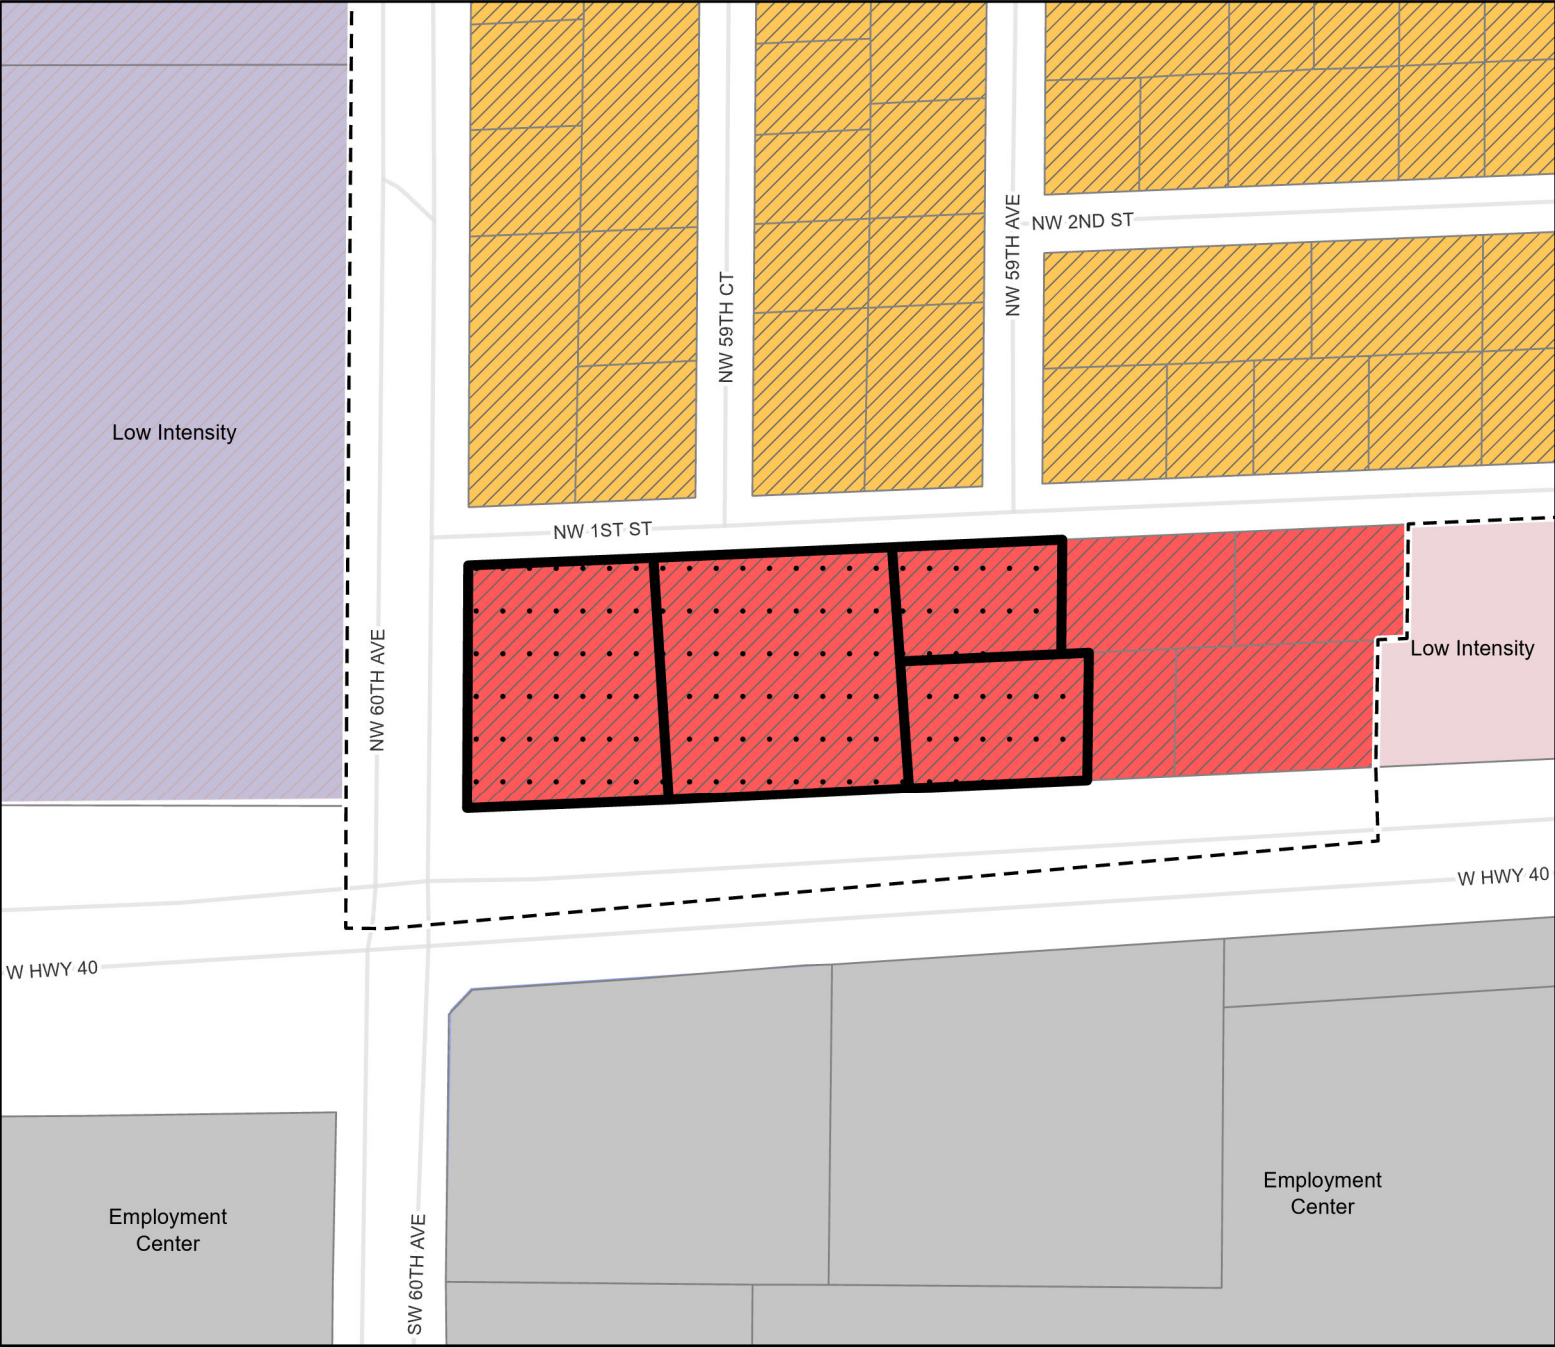 NW 2ND ST
NW 59TH AVE
NW 59TH CT
Low Intensity
NW 1ST ST
NW 60TH AVE
Low Intensity
W HWY 40
W HWY 40
Employment
Center
Employment
Center
SW 60TH AVE